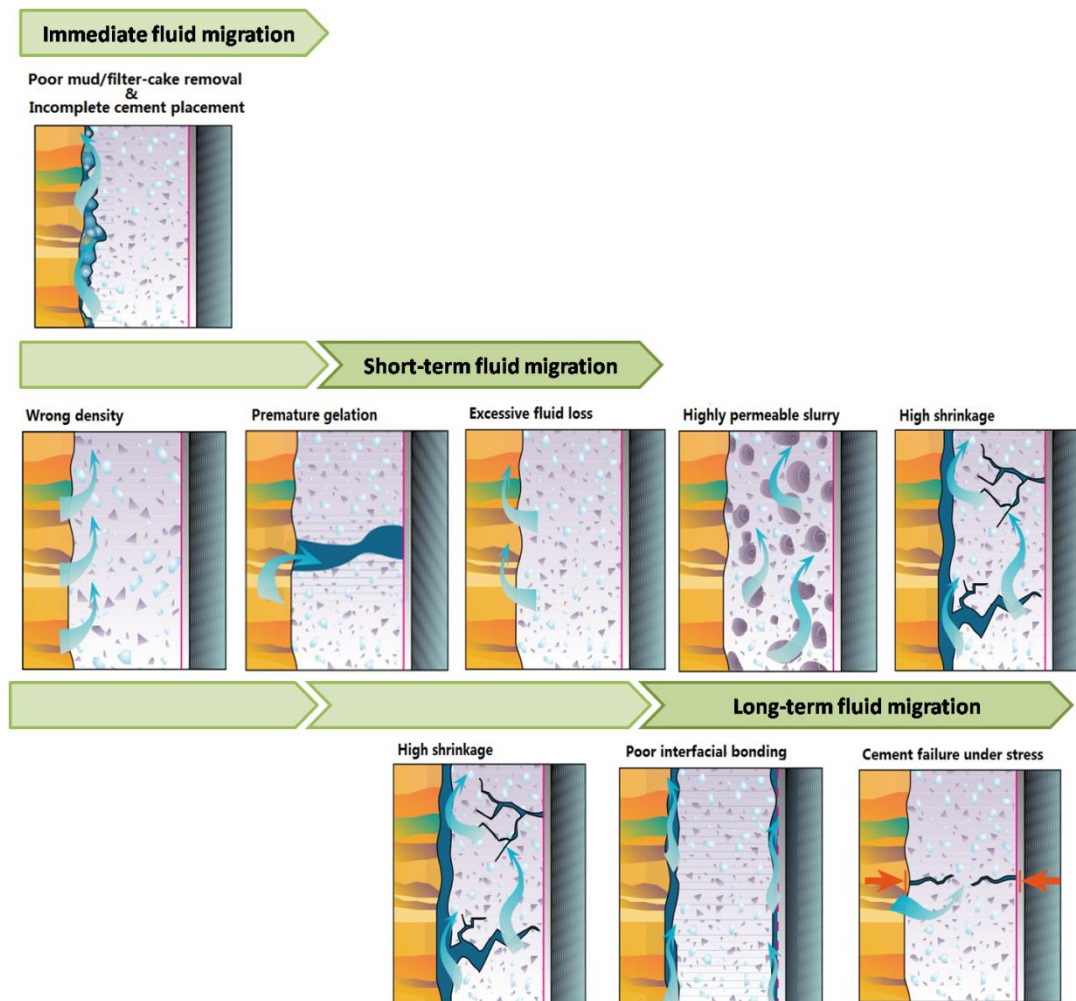 Immediate fluid migration
Poor mud/filter-cake removal
&
Incomplete cement placement
Short-term fluid migration
Wrong density
Premature gelation
Excessive fluid loss
Highly permeable slurry
High shrinkage
Long-term fluid migration
High shrinkage
Poor interfacial bonding
Cement failure under stress